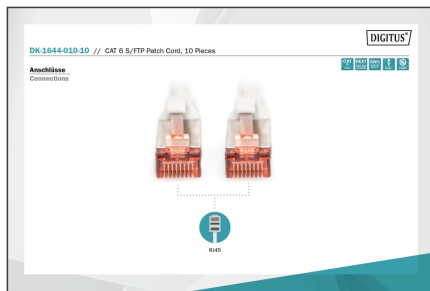 DIGITUS®
DK-1644-010-10 // CAT 6 S/FTP Patch Cord, 10 Pieces
Anschlüsse
Connections
RJ45